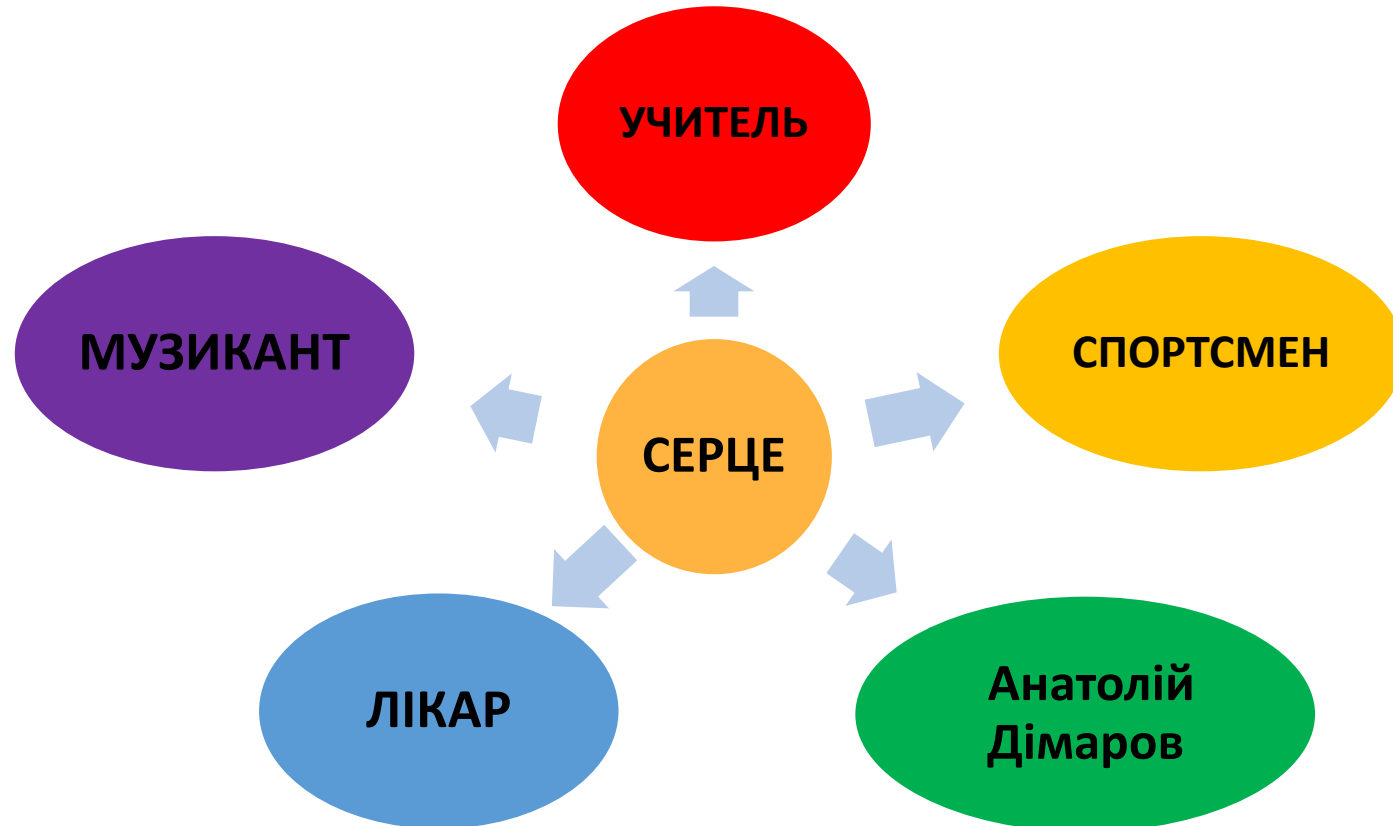 УЧИТЕЛЬ
МУЗИКАНТ
СПОРТСМЕН
СЕРЦЕ
ЛІКАР
Анатолій
Дімаров